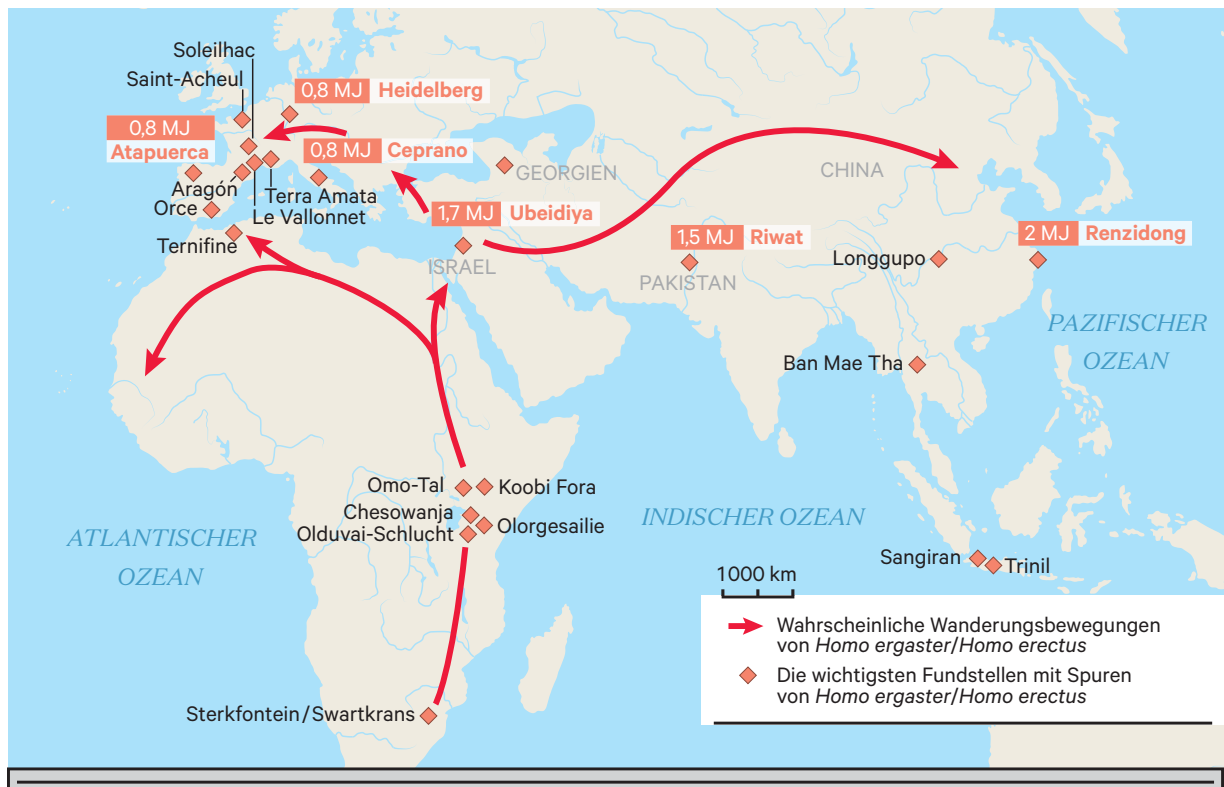 Soleilhac
Saint-Acheul
0,8 MJ Heidelberg
0,8 MJ
Atapuerca
0,8 MJ Ceprano
GEORGIEN
CHINA
Aragón
Terra Amata
Orce
Le Vallonnet
1,7 MJ Ubeidiya
Ternifine
1,5 MJ Riwat
2 MJ Renzidong
ISRAEL
Longgupo
PAKISTAN
PAZIFISCHER
OZEAN
Ban Mae Tha
Omo-Tal
Koobi Fora
Chesowanja
Olorgesailie
Olduvai-Schlucht
INDISCHER OZEAN
ATLANTISCHER
OZEAN
Sangiran
Trinil
1000 km
Wahrscheinliche Wanderungsbewegungen
von Homo ergaster/Homo erectus
Die wichtigsten Fundstellen mit Spuren
von Homo ergaster/Homo erectus
Sterkfontein/Swartkrans